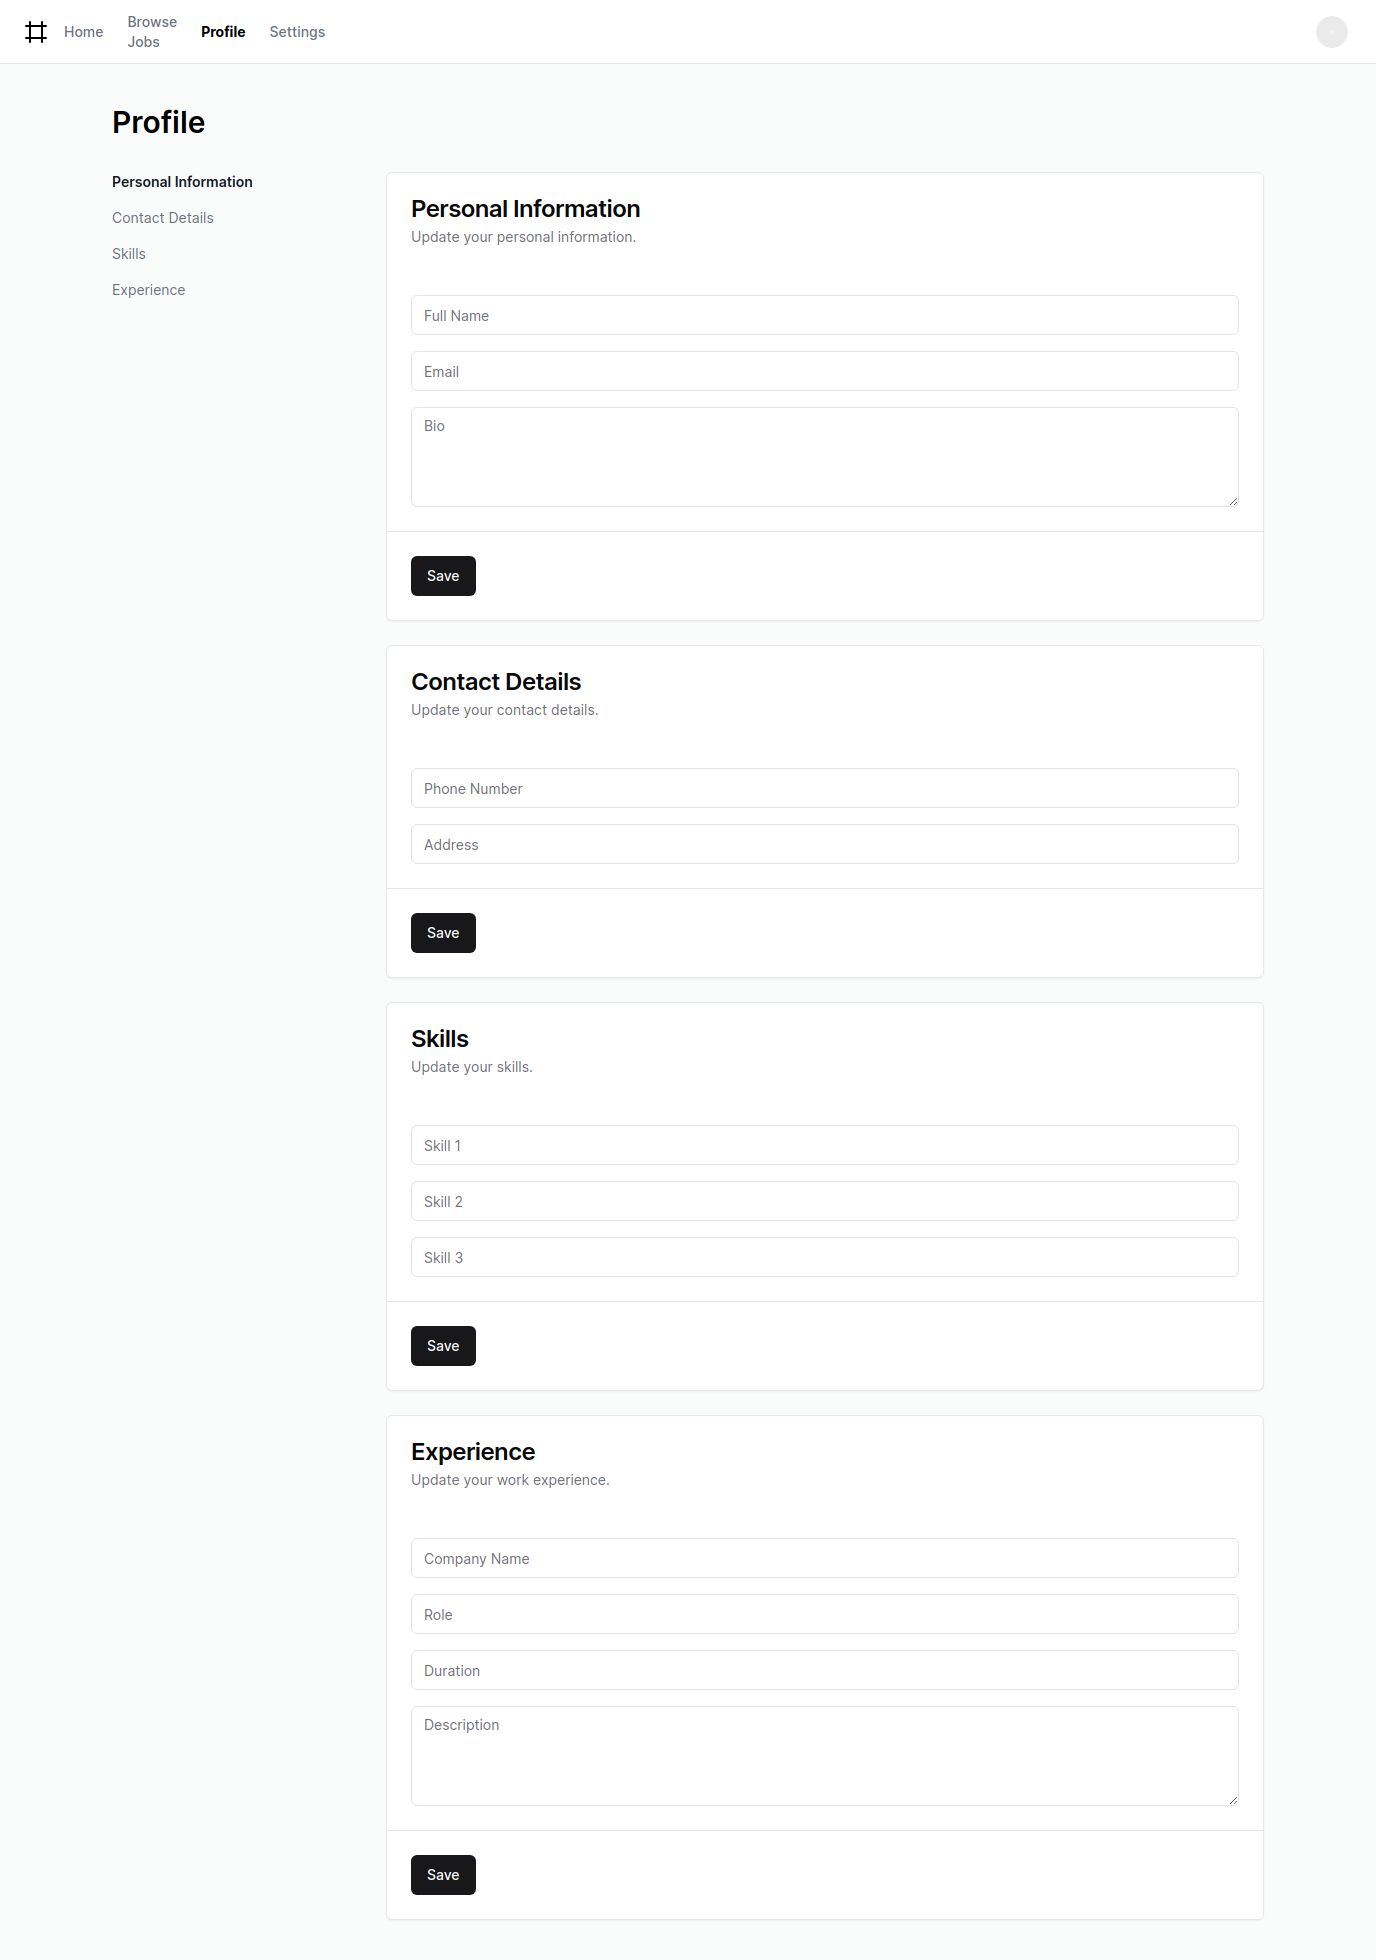 Home
Browse
Jobs
Profile
Settings
Profile
Personal Information
Contact Details
Skills
Experience
Personal Information
Update your personal information.
Full Name
Email
Bio
Save
Contact Details
Update your contact details.
Phone Number
Address
Save
Skills
Update your skills.
Skill 1
Skill 2
Skill 3
Save
Experience
Update your work experience.
Company Name
Role
Duration
Description
Save